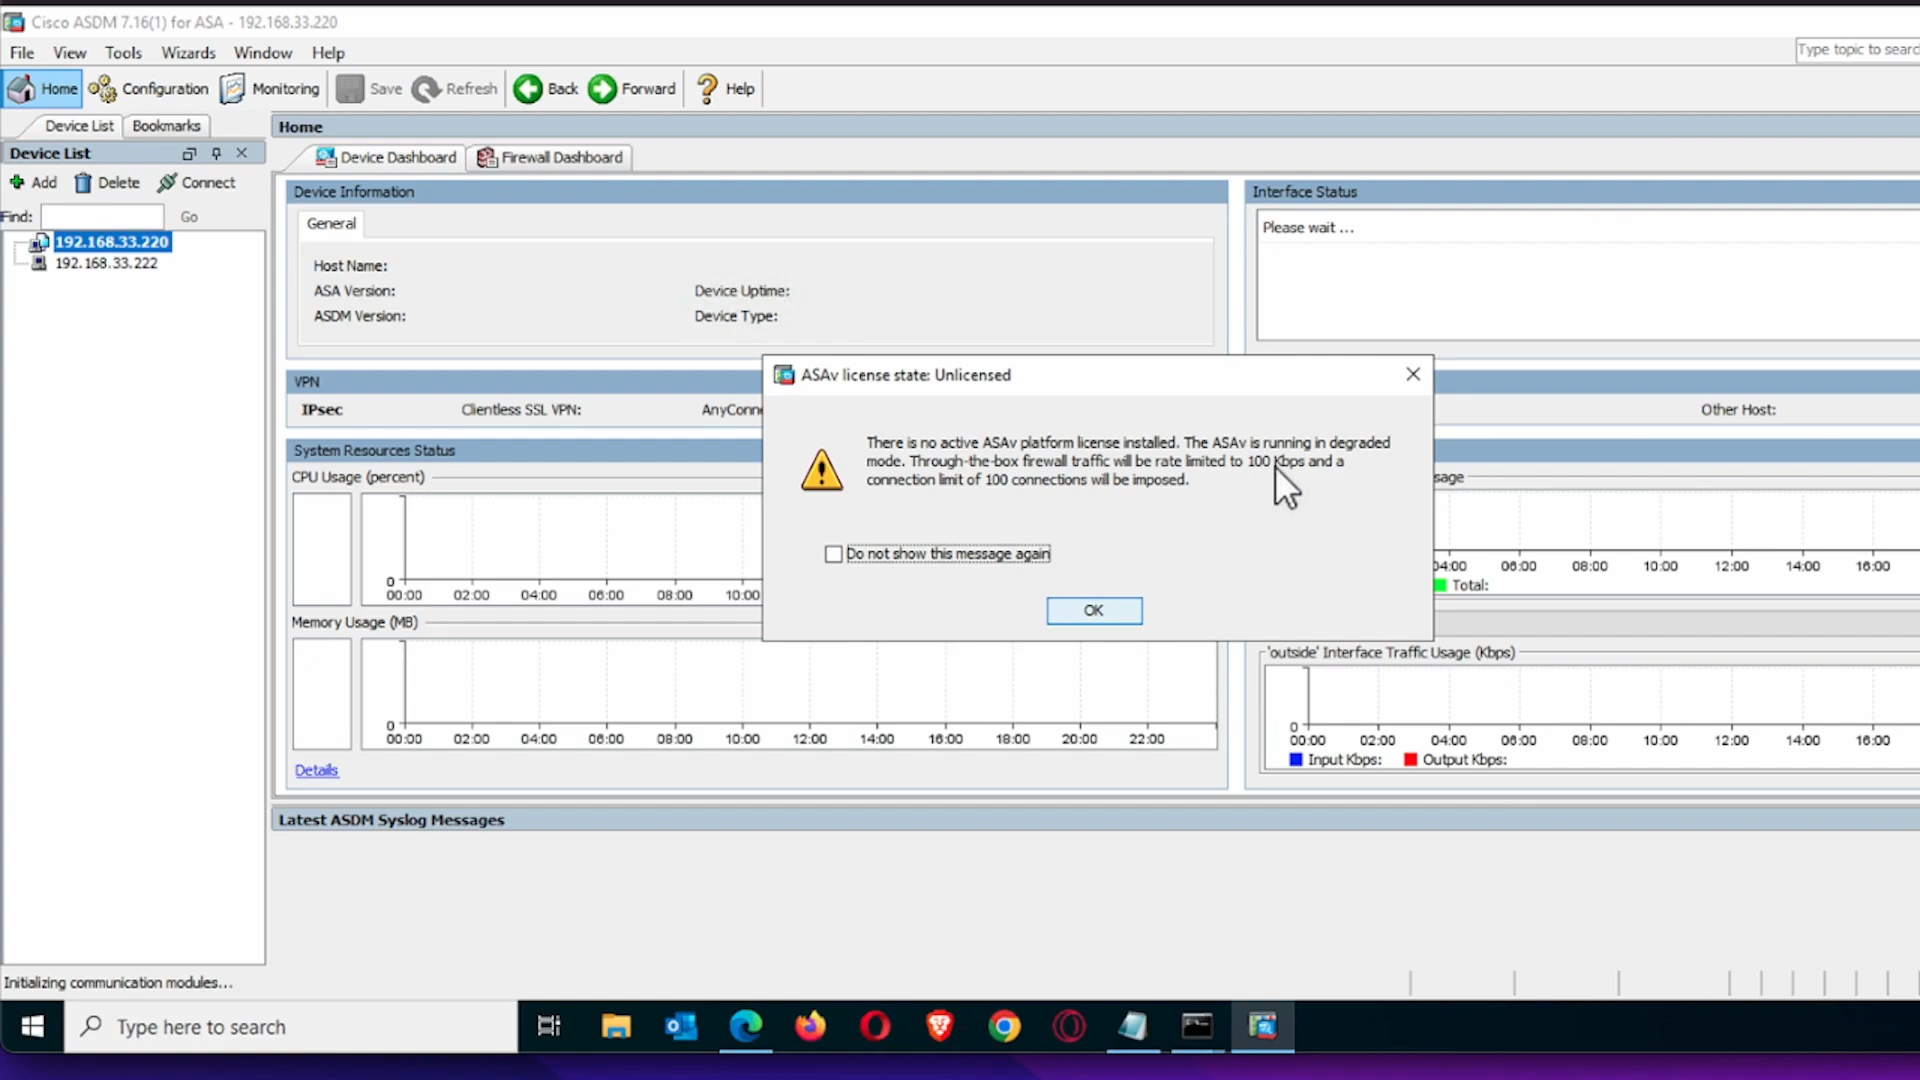 Cisco ASDM 7.16(1) for ASA - 192.168.33.220
File View Tools Wizards Window Help
Type topic to searc
Home Configuration Monitoring Save Refresh Back Forward Help
Device List Bookmarks
Home
Device List
Device Dashboard Firewall Dashboard
Add Delete Connect
Find: Go
192.168.33.220
192.168.33.222
Device Information
General
Host Name:
ASA Version:
Device Uptime:
ASDM Version:
Device Type:
Interface Status
Please wait ...
VPN
IPsec Clientless SSL VPN: AnyConn
Other Host:
System Resources Status
CPU Usage (percent)
0
00:00 02:00 04:00 06:00 08:00 10:00
Memory Usage (MB)
0
00:00 02:00 04:00 06:00 08:00 10:00 12:00 14:00 16:00 18:00 20:00 22:00
Details
ASAv license state: Unlicensed
There is no active ASAv platform license installed. The ASAv is running in degraded
mode. Through-the-box firewall traffic will be rate limited to 100 Kbps and a
connection limit of 100 connections will be imposed.
Do not show this message again
OK
sage
04:00 06:00 08:00 10:00 12:00 14:00 16:00
Total:
'outside' Interface Traffic Usage (Kbps)
0
00:00 02:00 04:00 06:00 08:00 10:00 12:00 14:00 16:00
Input Kbps: Output Kbps:
Latest ASDM Syslog Messages
Initializing communication modules...
Type here to search